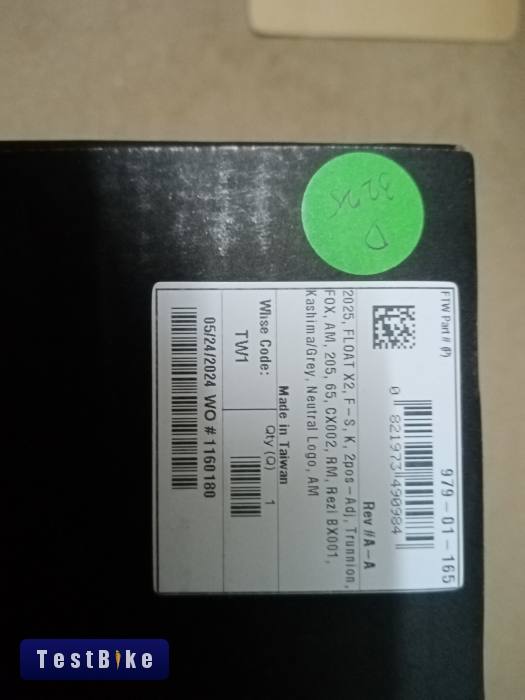 3225
D
FTW Part # (P)
979-01-165
0 821973 490984
Rev # A-A
2025, FLOAT X2, F-S, K, 2pos-Adj, Trunnion,
FOX, AM, 205, 65, CX002, RM, Rezi BX001,
Kashima/Grey, Neutral Logo, AM
Made in Taiwan
Whse Code:
TW1
Qty (Q)
1
05/24/2024 WO # 1160180
TestBike